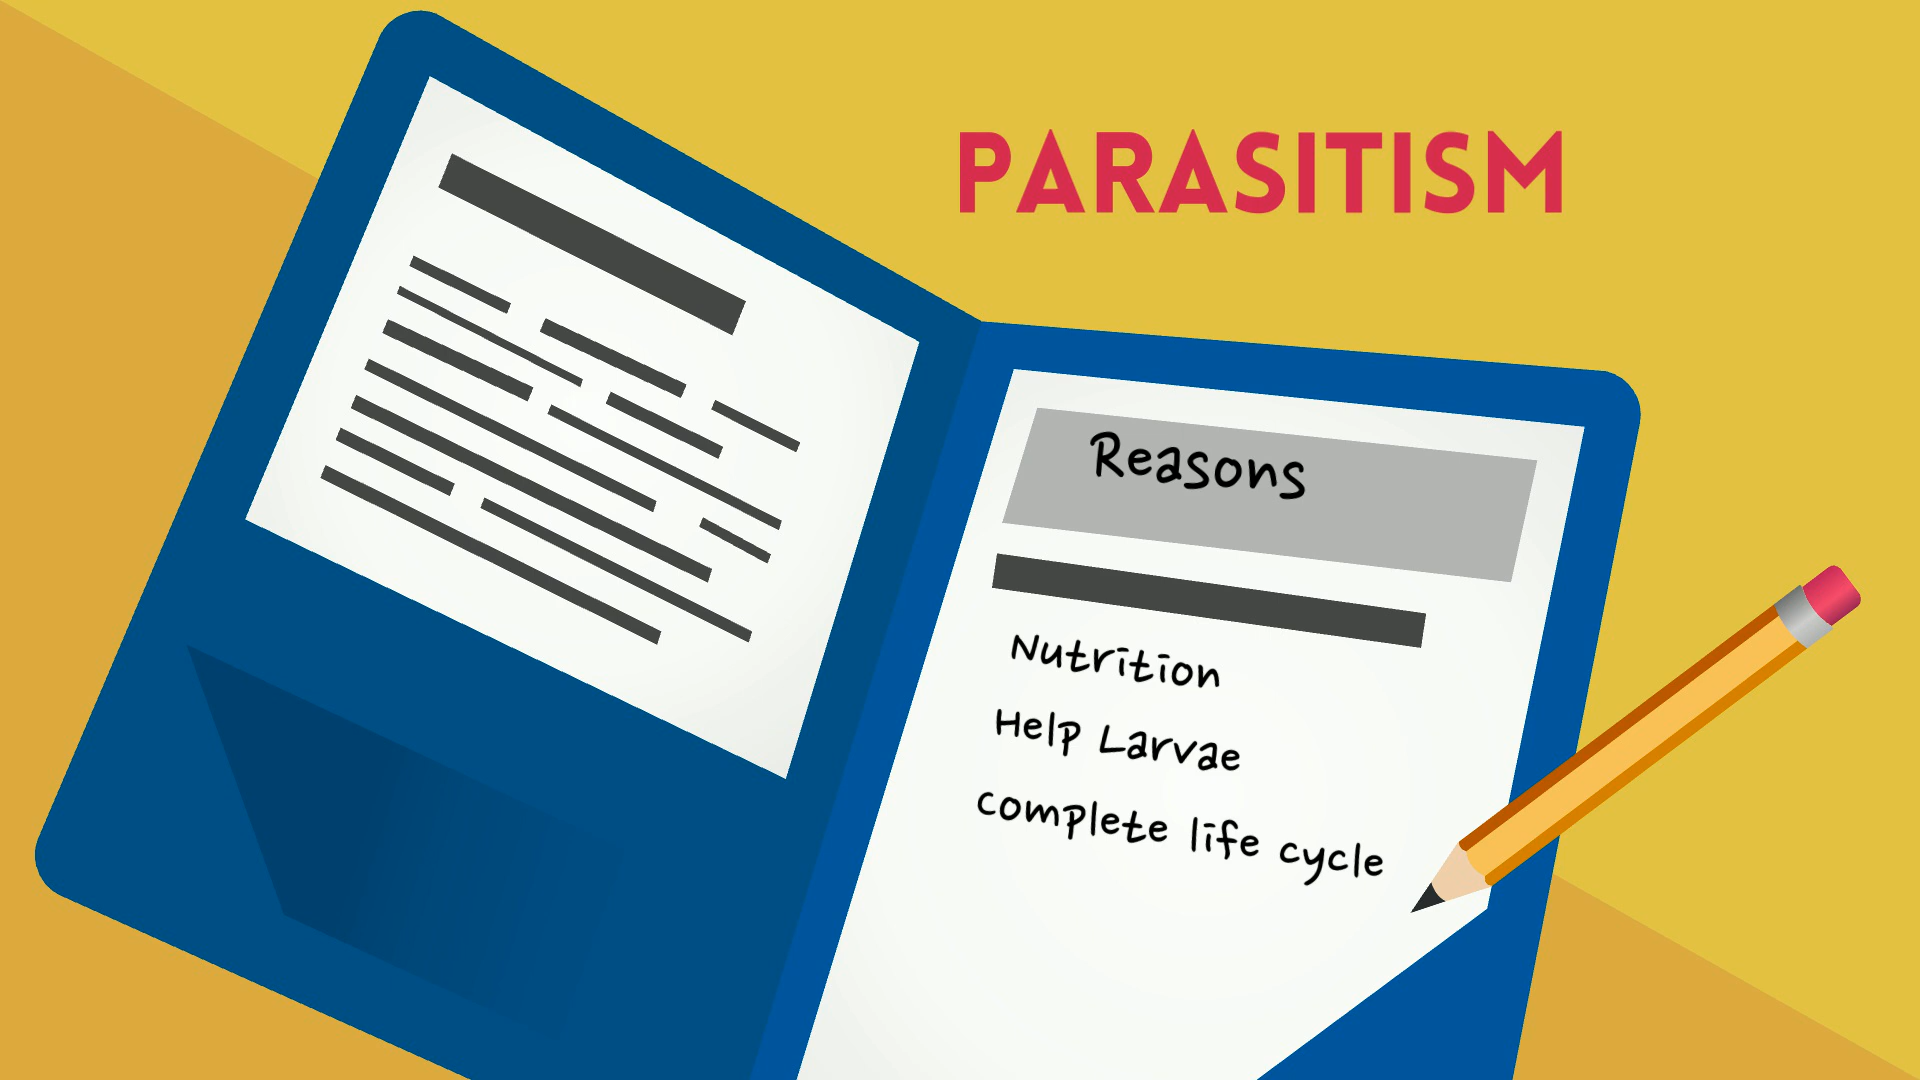 PARASITISM
Reasons
Nutrition
Help Larvae
complete life cycle